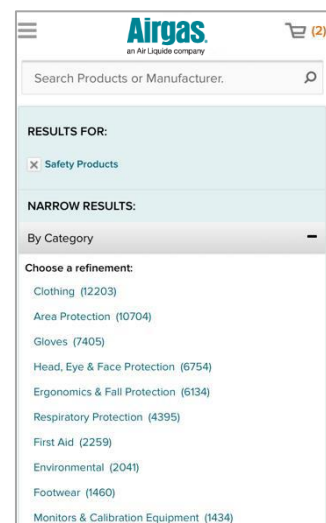 Airgas.
an Air Liquide company
(2)
Search Products or Manufacturer.
RESULTS FOR:
Safety Products
NARROW RESULTS:
By Category
Choose a refinement:
Clothing (12203)
Area Protection (10704)
Gloves (7405)
Head, Eye & Face Protection (6754)
Ergonomics & Fall Protection (6134)
Respiratory Protection (4395)
First Aid (2259)
Environmental (2041)
Footwear (1460)
Monitors & Calibration Equipment (1434)